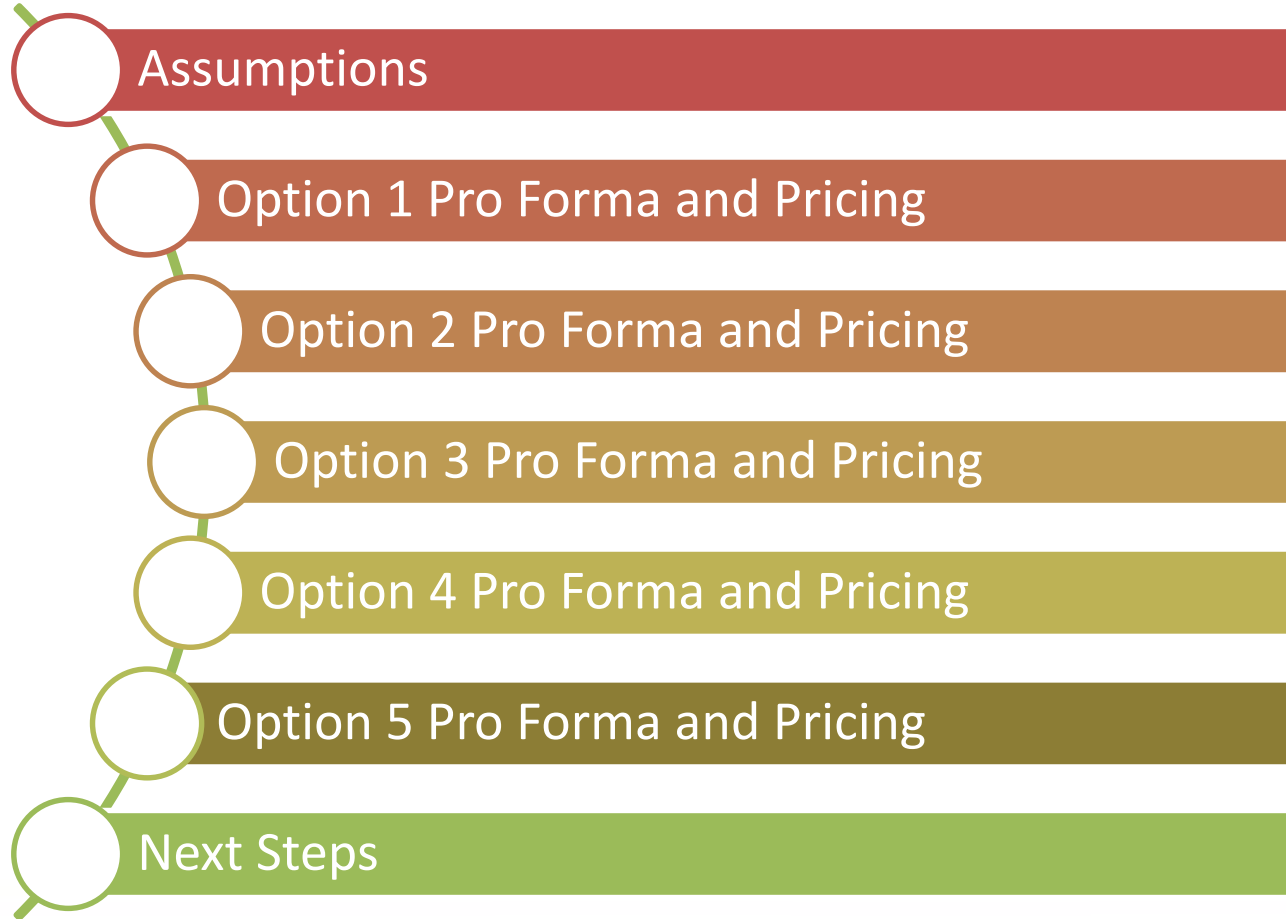 Assumptions
Option 1 Pro Forma and Pricing
Option 2 Pro Forma and Pricing
Option 3 Pro Forma and Pricing
Option 4 Pro Forma and Pricing
Option 5 Pro Forma and Pricing
Next Steps